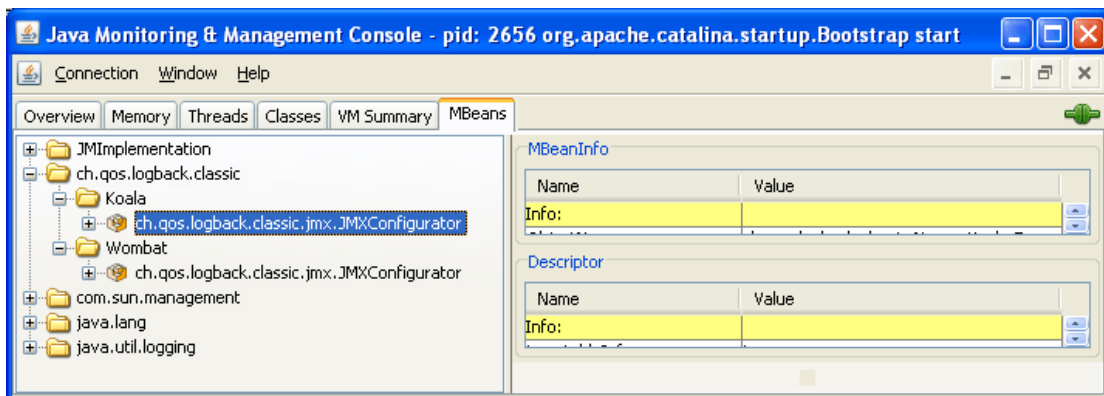 Java Monitoring & Management Console - pid: 2656 org.apache.catalina.startup.Bootstrap start
Connection Window Help
Overview Memory Threads Classes VM Summary MBeans
JMImplementation
ch.qos.logback.classic
Koala
ch.qos.logback.classic.jmx.JMXConfigurator
Wombat
ch.qos.logback.classic.jmx.JMXConfigurator
com.sun.management
java.lang
java.util.logging
MBeanInfo
Name Value
Info:
Descriptor
Name Value
Info: